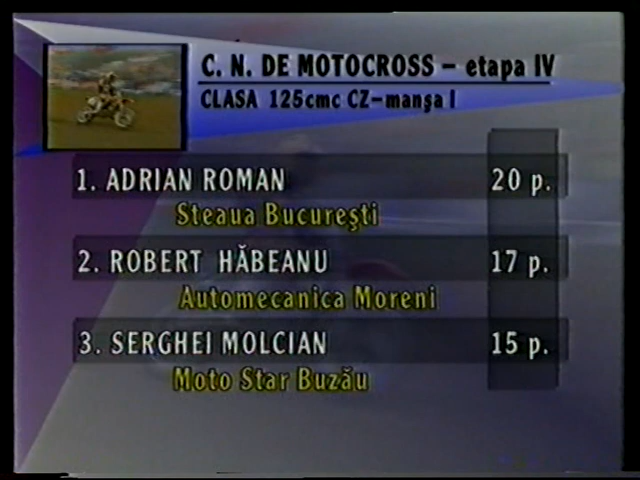 C. N. DE MOTOCROSS – etapa IV
CLASA 125cmc CZ–manşa I
1. ADRIAN ROMAN 20 p.
Steaua Bucureşti
2. ROBERT HĂBEANU 17 p.
Automecanica Moreni
3. SERGHEI MOLCIAN 15 p.
Moto Star Buzău